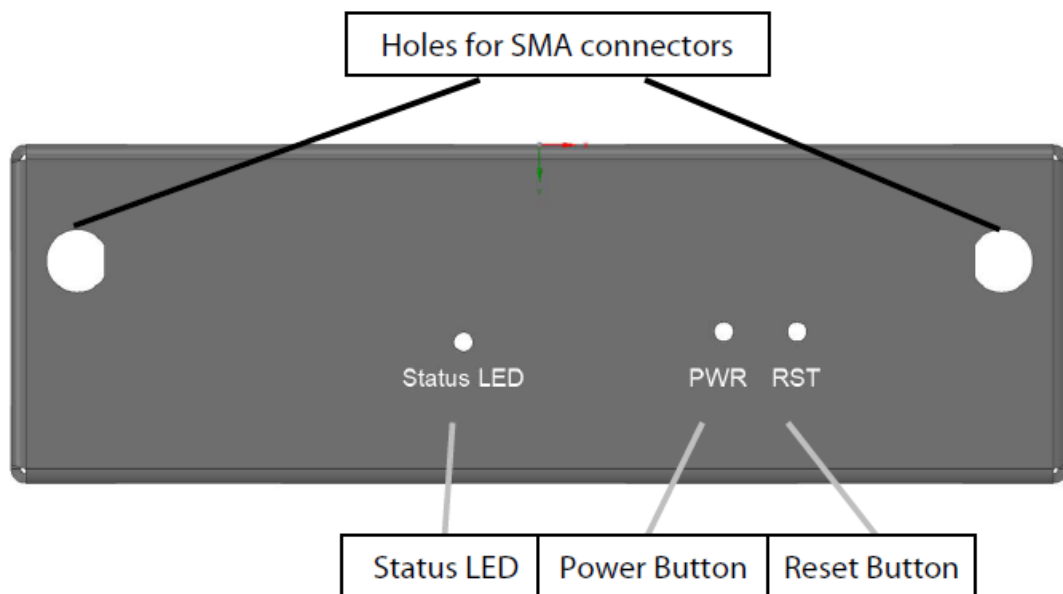 Holes for SMA connectors
Status LED
PWR RST
Status LED
Power Button
Reset Button